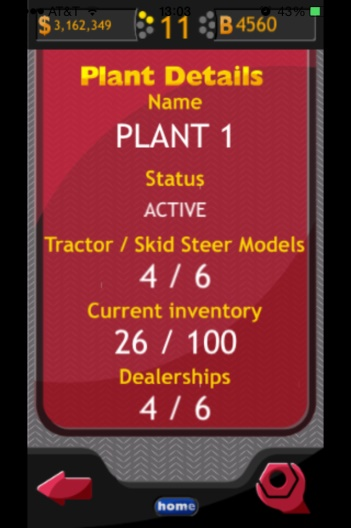 AT&T 13:03 43%
$ 3,162,349 11 B 4560
Plant Details
Name
PLANT 1
Status
ACTIVE
Tractor / Skid Steer Models
4 / 6
Current inventory
26 / 100
Dealerships
4 / 6
home